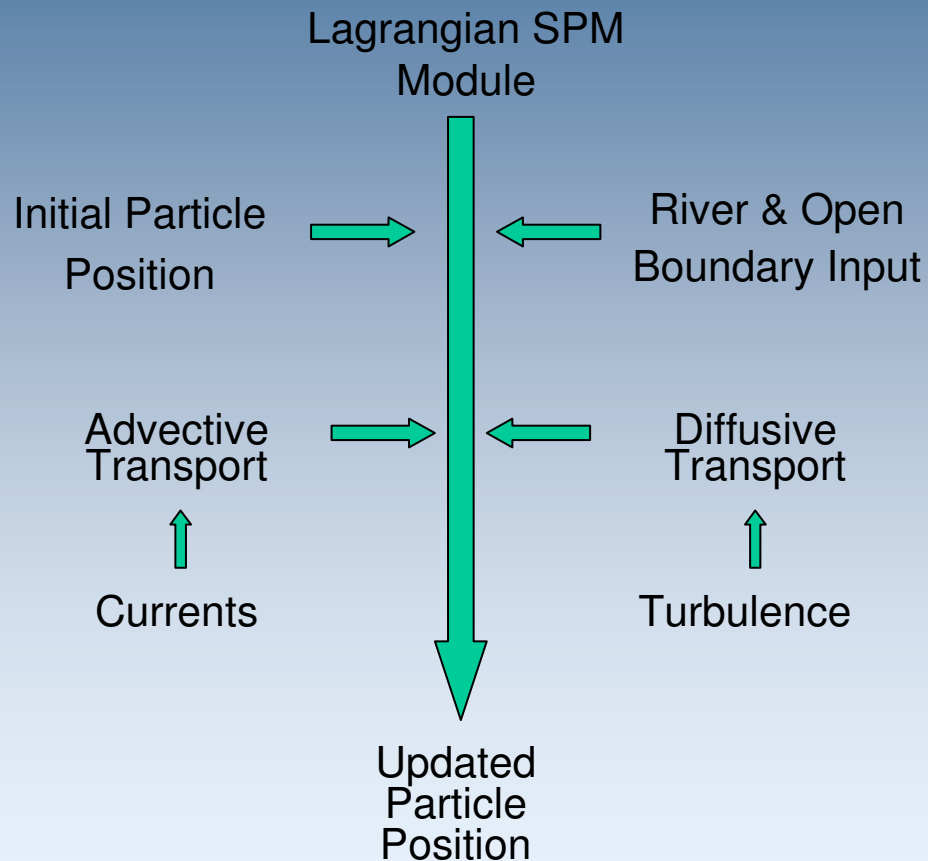 Lagrangian SPM
Module
Initial Particle
Position
River & Open
Boundary Input
Advective
Transport
Diffusive
Transport
Currents
Turbulence
Updated
Particle
Position